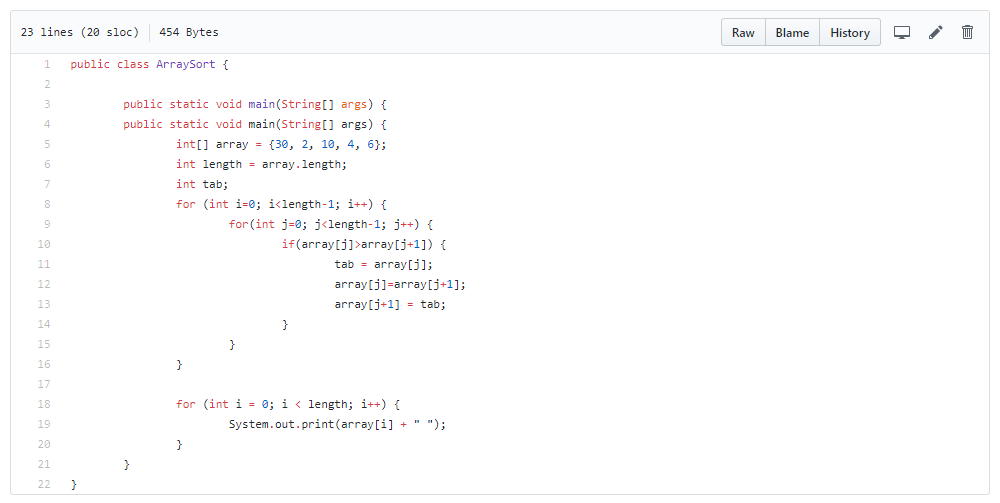 23 lines (20 sloc) 454 Bytes Raw Blame History
1 public class ArraySort {
2
3 public static void main(String[] args) {
4 public static void main(String[] args) {
5 int[] array = {30, 2, 10, 4, 6};
6 int length = array.length;
7 int tab;
8 for (int i=0; i<length-1; i++) {
9 for(int j=0; j<length-1; j++) {
10 if(array[j]>array[j+1]) {
11 tab = array[j];
12 array[j]=array[j+1];
13 array[j+1] = tab;
14 }
15 }
16 }
17
18 for (int i = 0; i < length; i++) {
19 System.out.print(array[i] + " ");
20 }
21 }
22 }